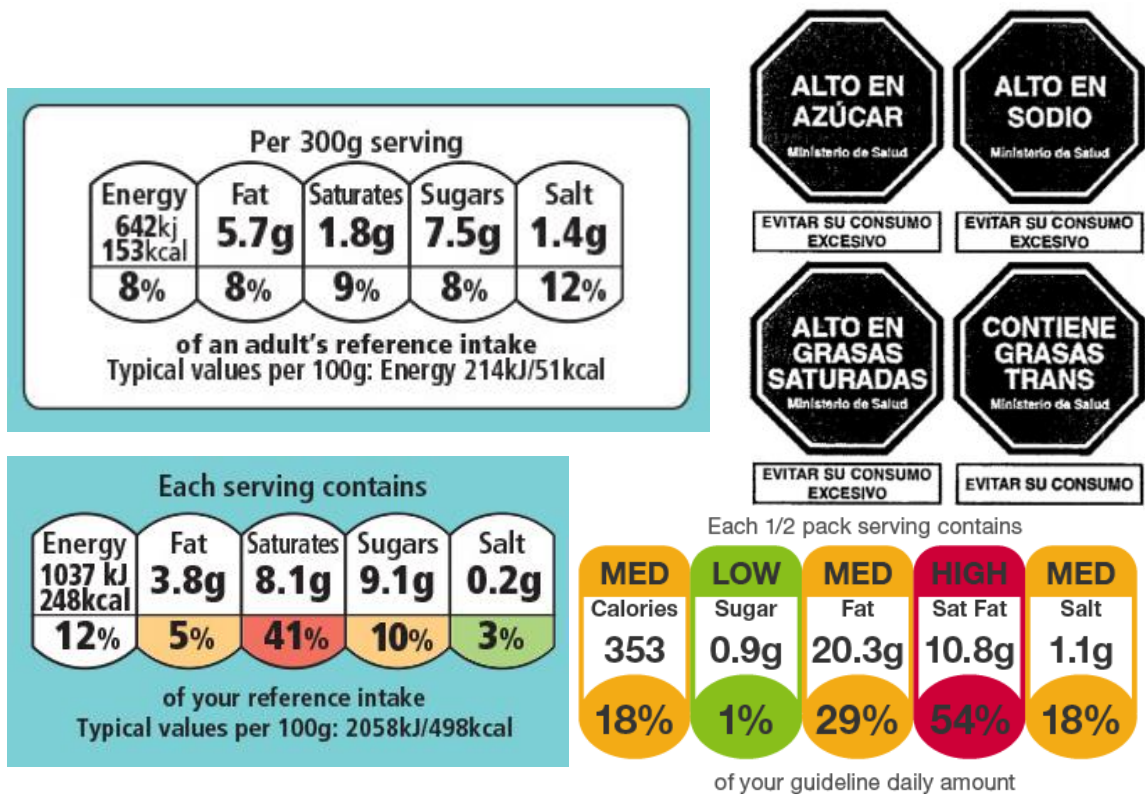 Per 300g serving
Energy Fat Saturates Sugars Salt
642kj
153kcal 5.7g 1.8g 7.5g 1.4g
8% 8% 9% 8% 12%
of an adult's reference intake
Typical values per 100g: Energy 214kJ/51kcal
ALTO EN
AZÚCAR
Ministerio de Salud
EVITAR SU CONSUMO
EXCESIVO
ALTO EN
SODIO
Ministerio de Salud
EVITAR SU CONSUMO
EXCESIVO
ALTO EN
GRASAS
SATURADAS
Ministerio de Salud
EVITAR SU CONSUMO
EXCESIVO
CONTIENE
GRASAS
TRANS
Ministerio de Salud
EVITAR SU CONSUMO
Each serving contains
Energy Fat Saturates Sugars Salt
1037 kJ
248kcal 3.8g 8.1g 9.1g 0.2g
12% 5% 41% 10% 3%
of your reference intake
Typical values per 100g: 2058kJ/498kcal
Each 1/2 pack serving contains
MED LOW MED HIGH MED
Calories Sugar Fat Sat Fat Salt
353 0.9g 20.3g 10.8g 1.1g
18% 1% 29% 54% 18%
of your guideline daily amount